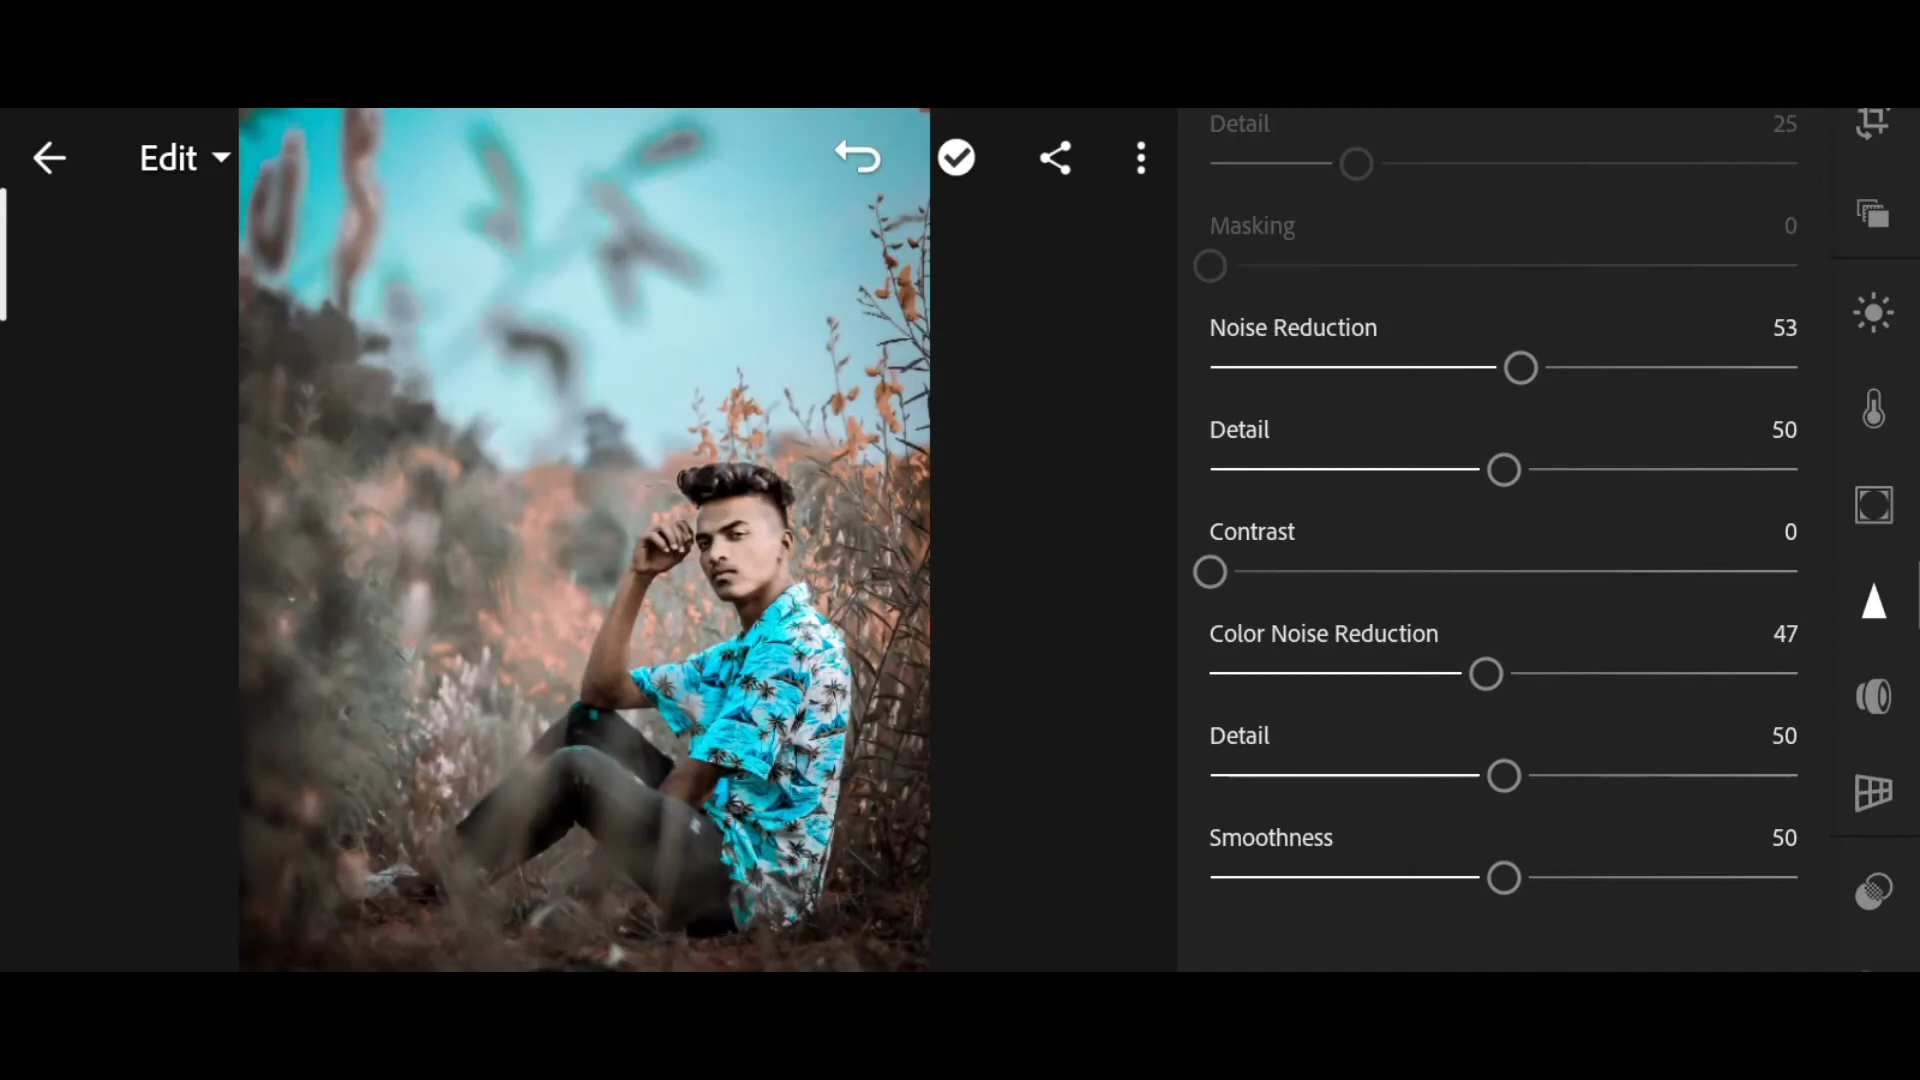 Edit
Detail 25
Masking 0
Noise Reduction 53
Detail 50
Contrast 0
Color Noise Reduction 47
Detail 50
Smoothness 50